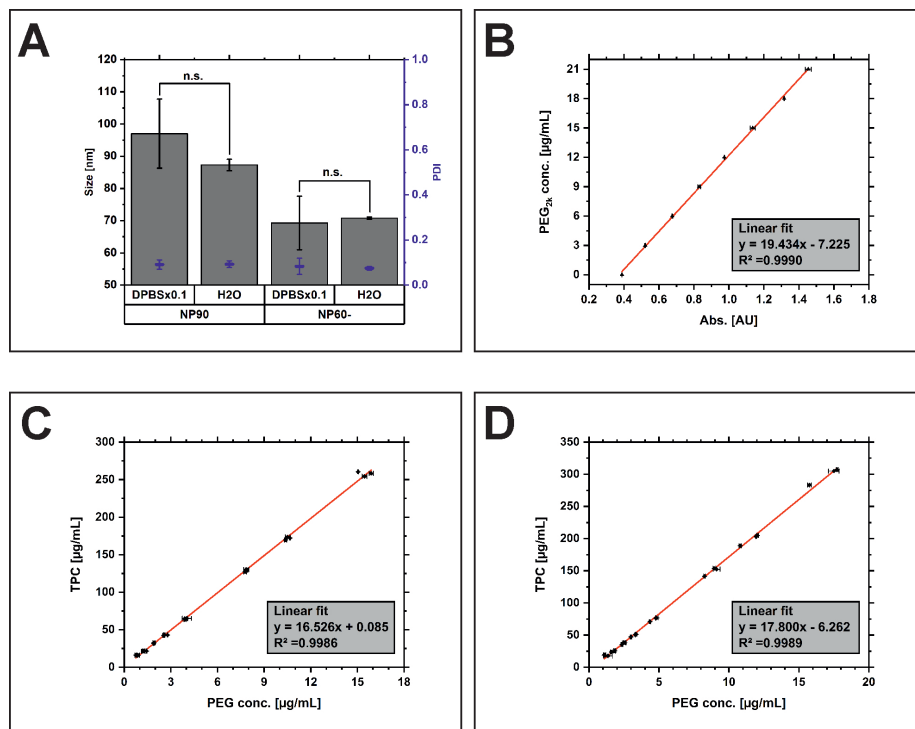 A
120
110
100
90
80
70
60
50
Size [nm]
n.s.
n.s.
1.0
0.8
0.6
0.4
0.2
0.0
PDI
DPBSx0.1 H2O DPBSx0.1 H2O
NP90 NP60-
B
21
18
15
12
9
6
3
0
PEG2k conc. [µg/mL]
Linear fit
y = 19.434x - 7.225
R² =0.9990
0.2 0.4 0.6 0.8 1.0 1.2 1.4 1.6 1.8
Abs. [AU]
C
300
250
200
150
100
50
0
TPC [µg/mL]
Linear fit
y = 16.526x + 0.085
R² =0.9986
0 3 6 9 12 15 18
PEG conc. [µg/mL]
D
350
300
250
200
150
100
50
0
TPC [µg/mL]
Linear fit
y = 17.800x - 6.262
R² =0.9989
0 5 10 15 20
PEG conc. [µg/mL]